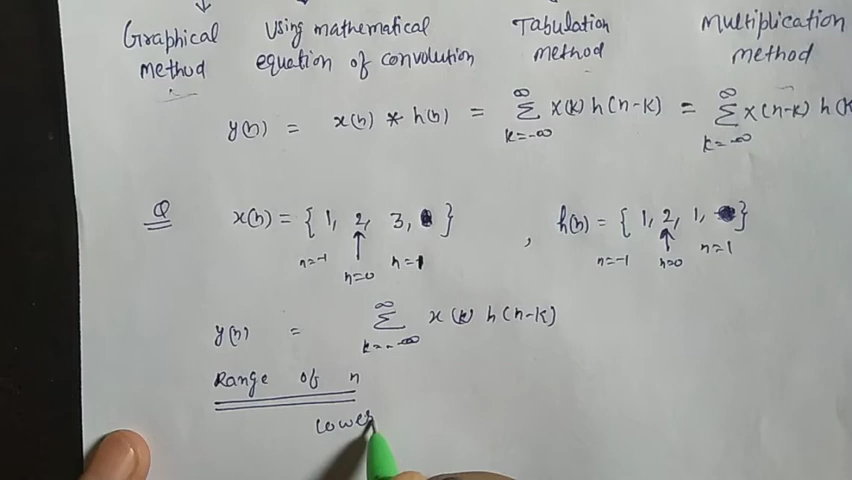 Graphical method
Using mathematical equation of convolution
Tabulation method
Multiplication method
y(n) = x(n) * h(n) = ∞ Σ k=-∞ x(k) h(n-k) = ∞ Σ k=-∞ x(n-k) h(k
Q x(n) = { 1, 2, 3, } , h(n) = { 1, 2, 1, }
↑ ↑
n=-1 n=0 n=1 n=-1 n=0 n=1
y(n) = ∞ Σ k=-∞ x(k) h(n-k)
Range of n
lower